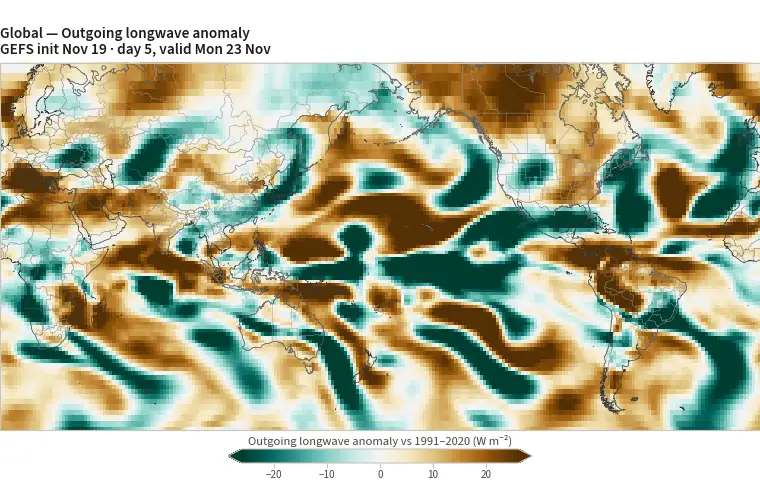 Global — Outgoing longwave anomaly
GEFS init Nov 19 · day 5, valid Mon 23 Nov
Outgoing longwave anomaly vs 1991–2020 (W m⁻²)
−20 −10 0 10 20